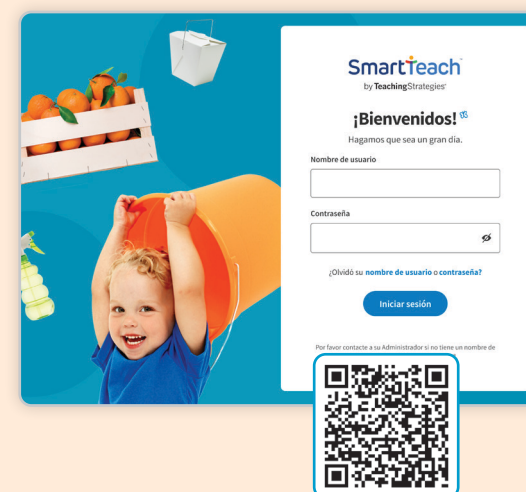 SmartTeach
by TeachingStrategies®
¡Bienvenidos!
Hagamos que sea un gran día.
Nombre de usuario
Contraseña
¿Olvidó su nombre de usuario o contraseña?
Iniciar sesión
Por favor contacte a su Administrador si no tiene un nombre de